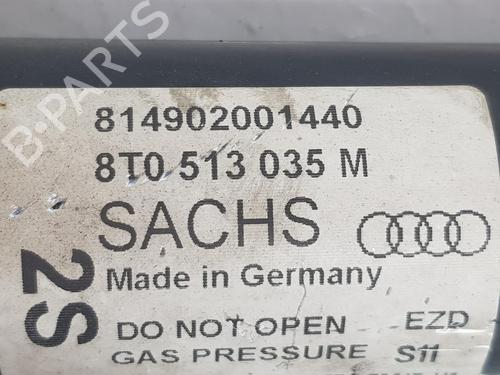 814902001440
8T0 513 035 M
SACHS
Made in Germany
2S
DO NOT OPEN EZD
GAS PRESSURE S11
B-PARTS